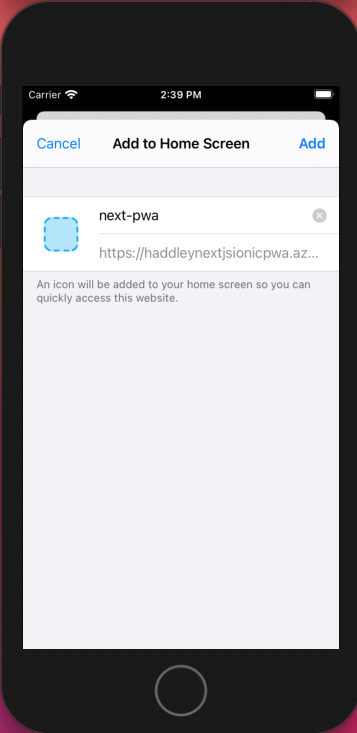 Carrier 2:39 PM
Cancel Add to Home Screen Add
next-pwa
https://haddleynextjsionicpwa.az...
An icon will be added to your home screen so you can
quickly access this website.